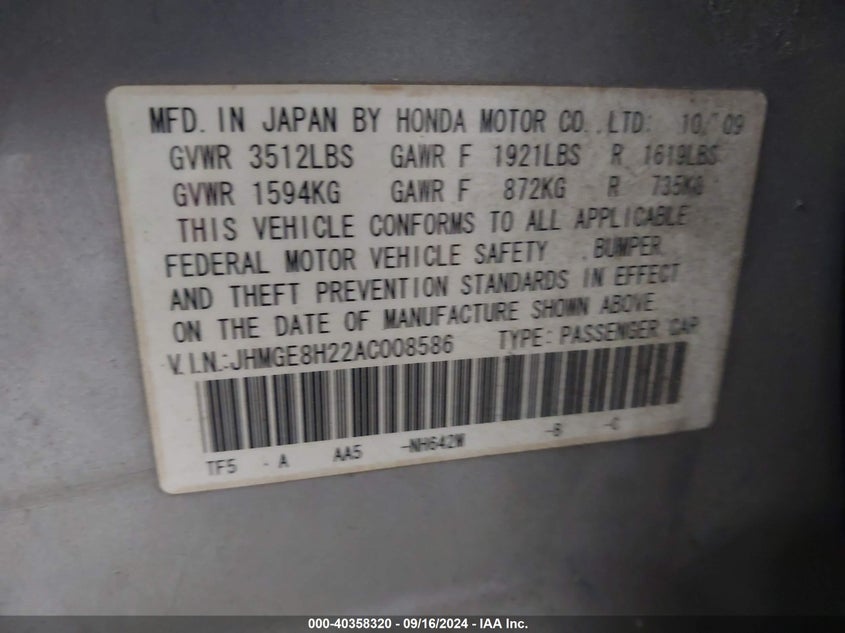 MFD. IN JAPAN BY HONDA MOTOR CO., LTD. 10/09
GVWR 3512LBS GAWR F 1921LBS R 1619LBS
GVWR 1594KG GAWR F 872KG R 735KG
THIS VEHICLE CONFORMS TO ALL APPLICABLE
FEDERAL MOTOR VEHICLE SAFETY , BUMPER,
AND THEFT PREVENTION STANDARDS IN EFFECT
ON THE DATE OF MANUFACTURE SHOWN ABOVE.
V.I.N.:JHMGE8H22AC008586 TYPE: PASSENGER CAR
TF5 - A AA5 -NH642M -B -C
000-40358320 - 09/16/2024 - IAA Inc.